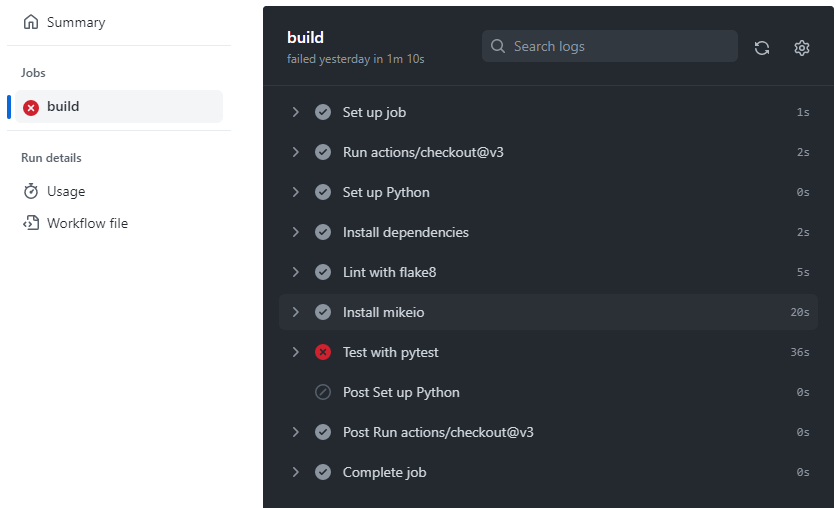 Summary
Jobs
build
Run details
Usage
Workflow file
build
failed yesterday in 1m 10s
Search logs
Set up job 1s
Run actions/checkout@v3 2s
Set up Python 0s
Install dependencies 2s
Lint with flake8 5s
Install mikeio 20s
Test with pytest 36s
Post Set up Python 0s
Post Run actions/checkout@v3 0s
Complete job 0s